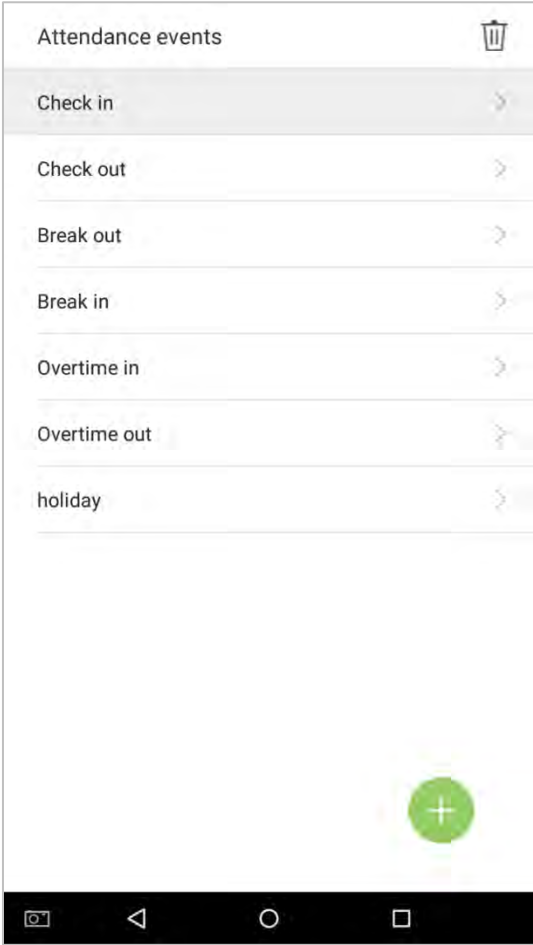 Attendance events
Check in
Check out
Break out
Break in
Overtime in
Overtime out
holiday